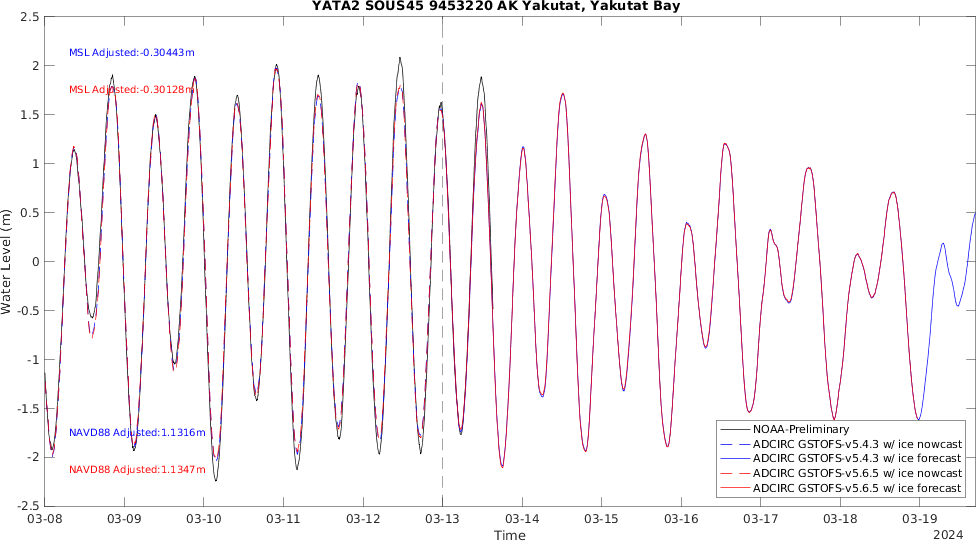 YATA2 SOUS45 9453220 AK Yakutat, Yakutat Bay
2.5
2
1.5
1
0.5
0
-0.5
-1
-1.5
-2
-2.5
Water Level (m)
MSL Adjusted:-0.30443m
MSL Adjusted:-0.30128m
NAVD88 Adjusted:1.1316m
NAVD88 Adjusted:1.1347m
NOAA-Preliminary
ADCIRC GSTOFS-v5.4.3 w/ ice nowcast
ADCIRC GSTOFS-v5.4.3 w/ ice forecast
ADCIRC GSTOFS-v5.6.5 w/ ice nowcast
ADCIRC GSTOFS-v5.6.5 w/ ice forecast
03-08 03-09 03-10 03-11 03-12 03-13 03-14 03-15 03-16 03-17 03-18 03-19
Time
2024